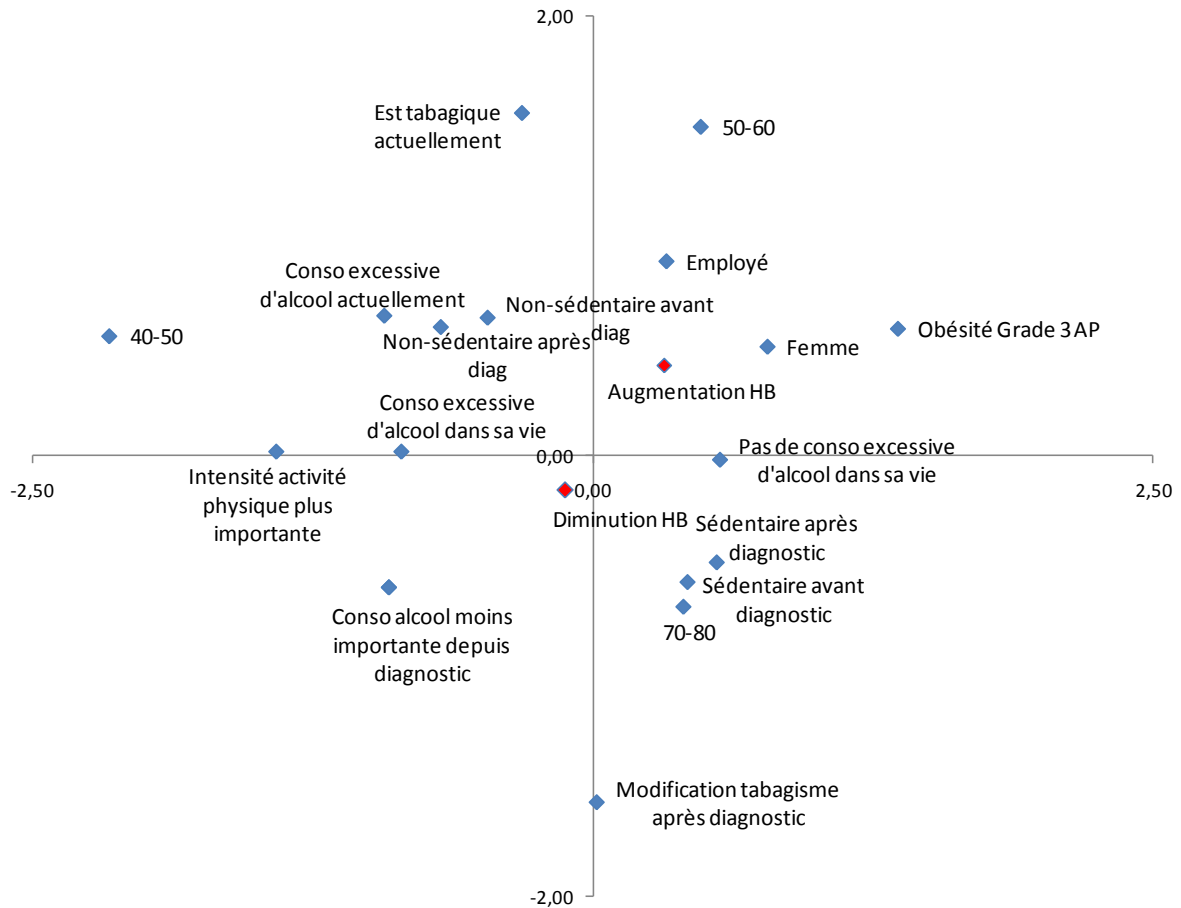 2,00
Est tabagique
actuellement
50-60
Employé
Conso excessive
d'alcool actuellement
Non-sédentaire avant
diag
40-50
Non-sédentaire après
diag
Obésité Grade 3 AP
Femme
Augmentation HB
Conso excessive
d'alcool dans sa vie
Pas de conso excessive
d'alcool dans sa vie
0,00
-2,50
0,00
2,50
Intensité activité
physique plus
importante
Diminution HB
Sédentaire après
diagnostic
Sédentaire avant
diagnostic
70-80
Conso alcool moins
importante depuis
diagnostic
Modification tabagisme
après diagnostic
-2,00